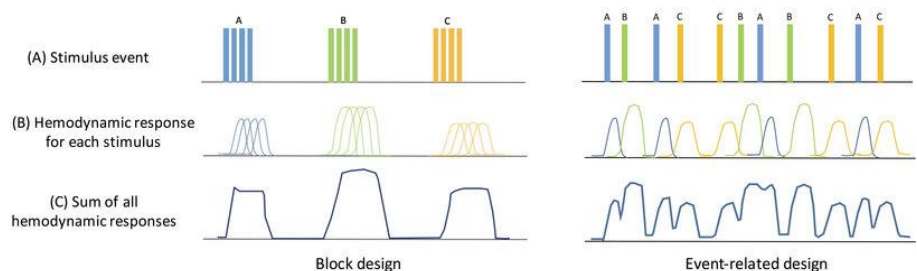 A B C
A B A C C B A B C A C
(A) Stimulus event
(B) Hemodynamic response
for each stimulus
(C) Sum of all
hemodynamic responses
Block design
Event-related design